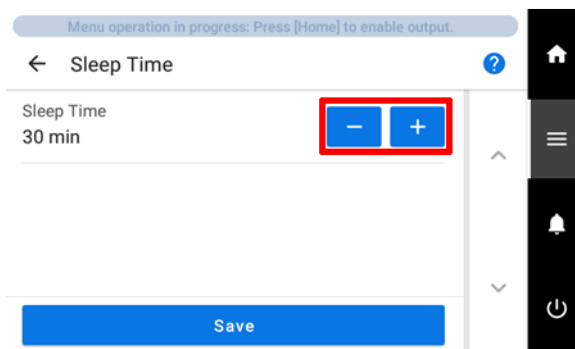 Menu operation in progress: Press [Home] to enable output.
Sleep Time
?
Sleep Time
30 min
− +
Save